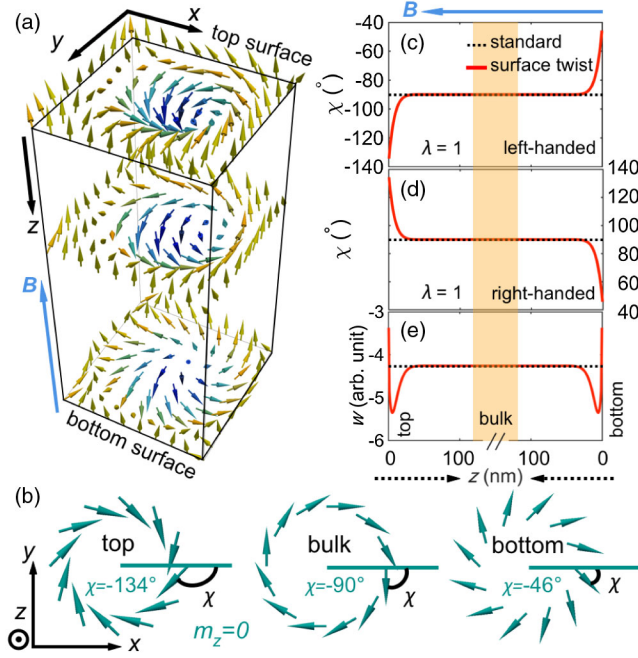 (a)
x
y
top surface
z
B
bottom surface
B
-40
(c)
standard
surface twist
-60
-80
χ (°)
-100
-120
λ = 1
left-handed
-140
140
(d)
120
100
χ (°)
80
60
λ = 1
right-handed
40
-3
(e)
-4
w (arb. unit)
-5
top
bulk
bottom
-6
0
100
100
0
z (nm)
(b)
y
top
bulk
bottom
χ=-134°
χ
χ=-90°
χ
χ=-46°
χ
z
m_z=0
x